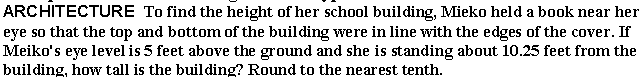 ARCHITECTURE To find the height of her school building, Mieko held a book near her
eye so that the top and bottom of the building were in line with the edges of the cover. If
Meiko's eye level is 5 feet above the ground and she is standing about 10.25 feet from the
building, how tall is the building? Round to the nearest tenth.